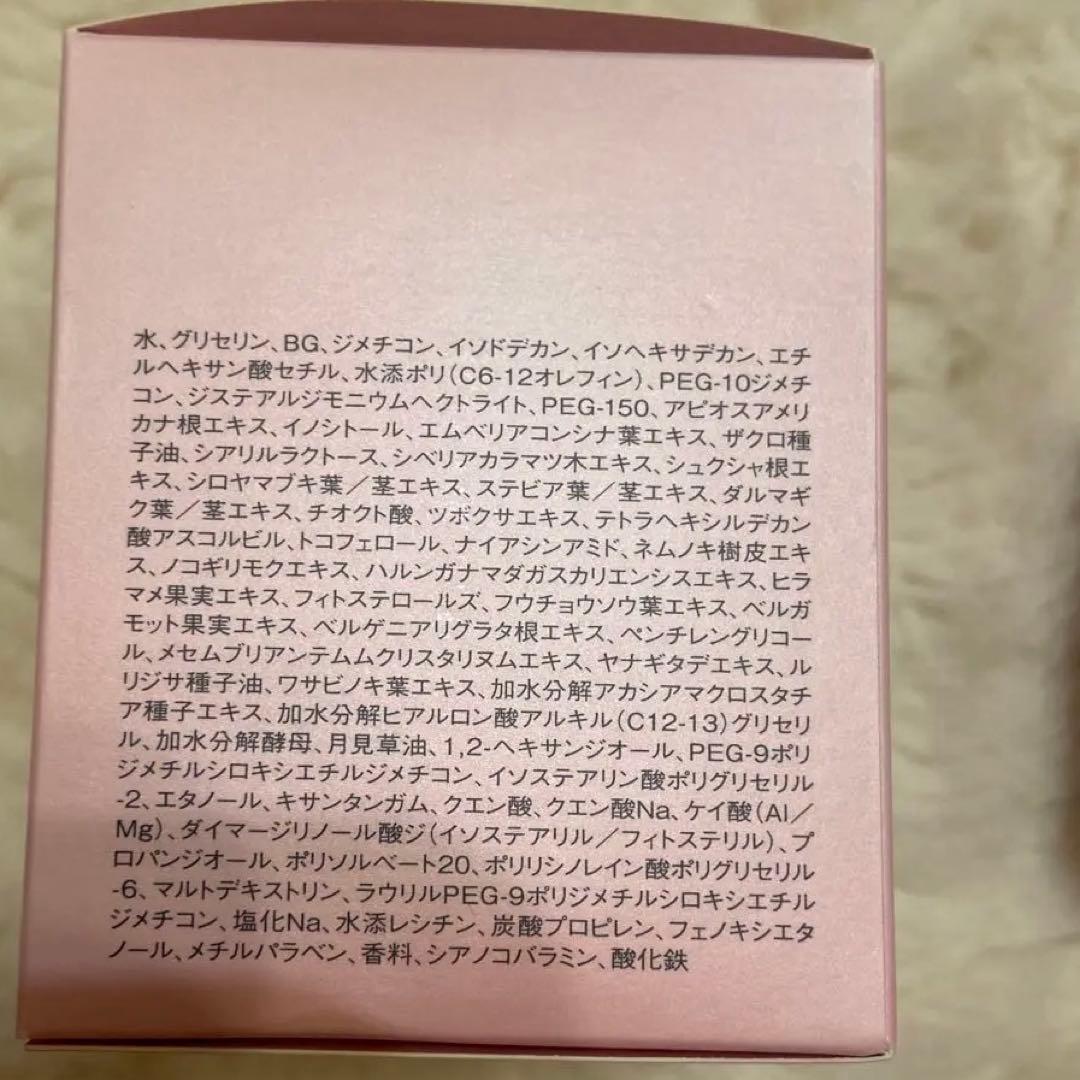 水、グリセリン、BG、ジメチコン、イソドデカン、イソヘキサデカン、エチ
ルヘキサン酸セチル、水添ポリ（C6-12オレフィン）、PEG-10ジメチ
コン、ジステアルジモニウムヘクトライト、PEG-150、アピオスアメリ
カナ根エキス、イノシトール、エムベリアコンシナ葉エキス、ザクロ種
子油、シアリルラクトース、シベリアカラマツ木エキス、シュクシャ根エ
キス、シロヤマブキ葉／茎エキス、ステビア葉／茎エキス、ダルマギ
ク葉／茎エキス、チオクト酸、ツボクサエキス、テトラヘキシルデカン
酸アスコルビル、トコフェロール、ナイアシンアミド、ネムノキ樹皮エキ
ス、ノコギリモクエキス、ハルンガナマダガスカリエンシスエキス、ヒラ
マメ果実エキス、フィトステロールズ、フウチョウソウ葉エキス、ベルガ
モット果実エキス、ベルゲニアリグラタ根エキス、ペンチレングリコー
ル、メセムブリアンテムムクリスタリヌムエキス、ヤナギタデエキス、ル
リジサ種子油、ワサビノキ葉エキス、加水分解アカシアマクロスタチ
ア種子エキス、加水分解ヒアルロン酸アルキル（C12-13）グリセリ
ル、加水分解酵母、月見草油、1,2-ヘキサンジオール、PEG-9ポリ
ジメチルシロキシエチルジメチコン、イソステアリン酸ポリグリセリル
-2、エタノール、キサンタンガム、クエン酸、クエン酸Na、ケイ酸（Al／
Mg）、ダイマージリノール酸ジ（イソステアリル／フィトステリル）、プ
ロパンジオール、ポリソルベート20、ポリリシノレイン酸ポリグリセリル
-6、マルトデキストリン、ラウリルPEG-9ポリジメチルシロキシエチル
ジメチコン、塩化Na、水添レシチン、炭酸プロピレン、フェノキシエタ
ノール、メチルパラベン、香料、シアノコバラミン、酸化鉄